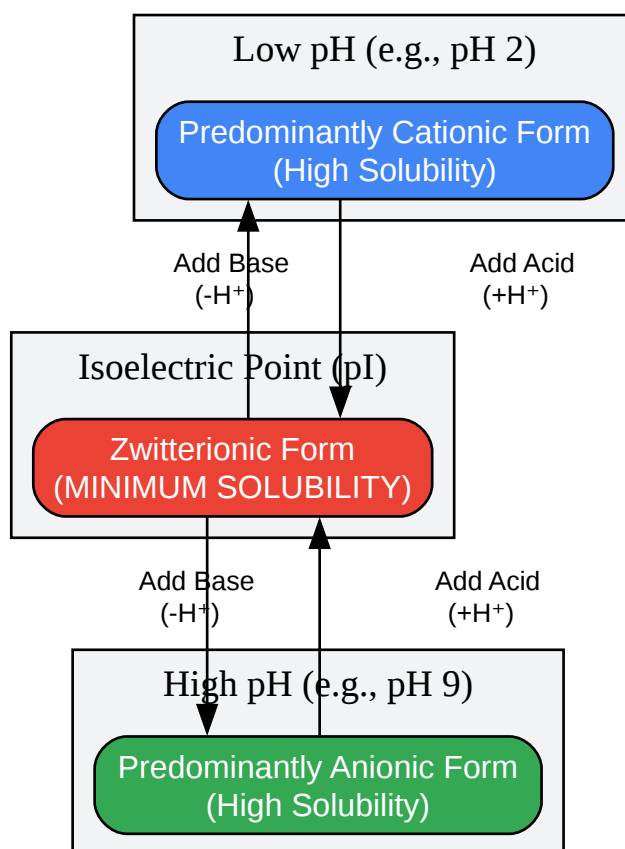 Low pH (e.g., pH 2)
Predominantly Cationic Form
(High Solubility)
Add Base
(-H⁺)
Add Acid
(+H⁺)
Isoelectric Point (pI)
Zwitterionic Form
(MINIMUM SOLUBILITY)
Add Base
(-H⁺)
Add Acid
(+H⁺)
High pH (e.g., pH 9)
Predominantly Anionic Form
(High Solubility)